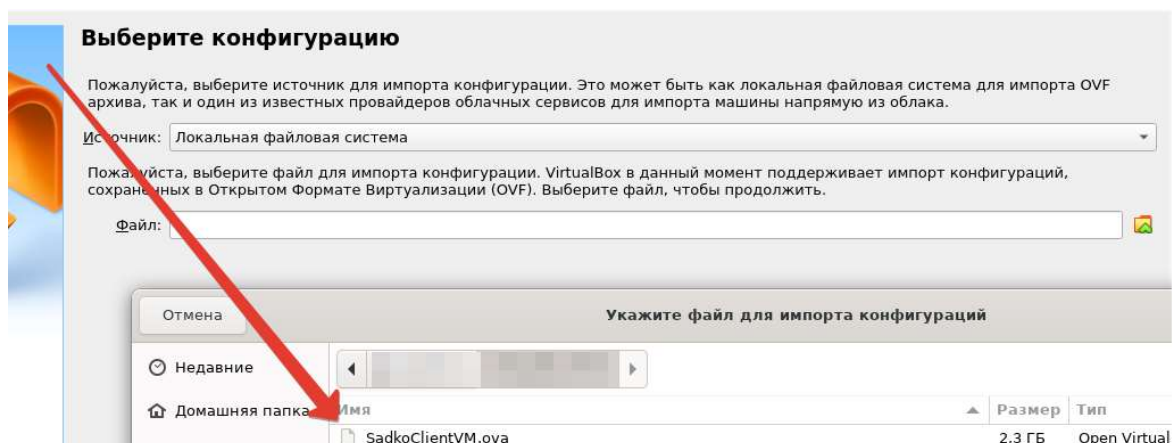 Выберите конфигурацию
Пожалуйста, выберите источник для импорта конфигурации. Это может быть как локальная файловая система для импорта OVF
архива, так и один из известных провайдеров облачных сервисов для импорта машины напрямую из облака.
Источник: Локальная файловая система
Пожалуйста, выберите файл для импорта конфигурации. VirtualBox в данный момент поддерживает импорт конфигураций,
сохранённых в Открытом Формате Виртуализации (OVF). Выберите файл, чтобы продолжить.
Файл:
Отмена Укажите файл для импорта конфигураций
Недавние
Домашняя папка Имя Размер Тип
SadkoClientVM.ova 2,3 ГБ Open Virtual